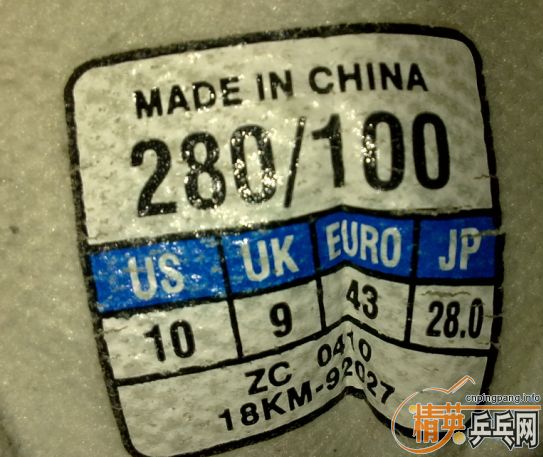 MADE IN CHINA
280/100
US UK EURO JP
10 9 43 28.0
ZC 0410
18KM-92027
cnpingpang.info
精英乒乓网